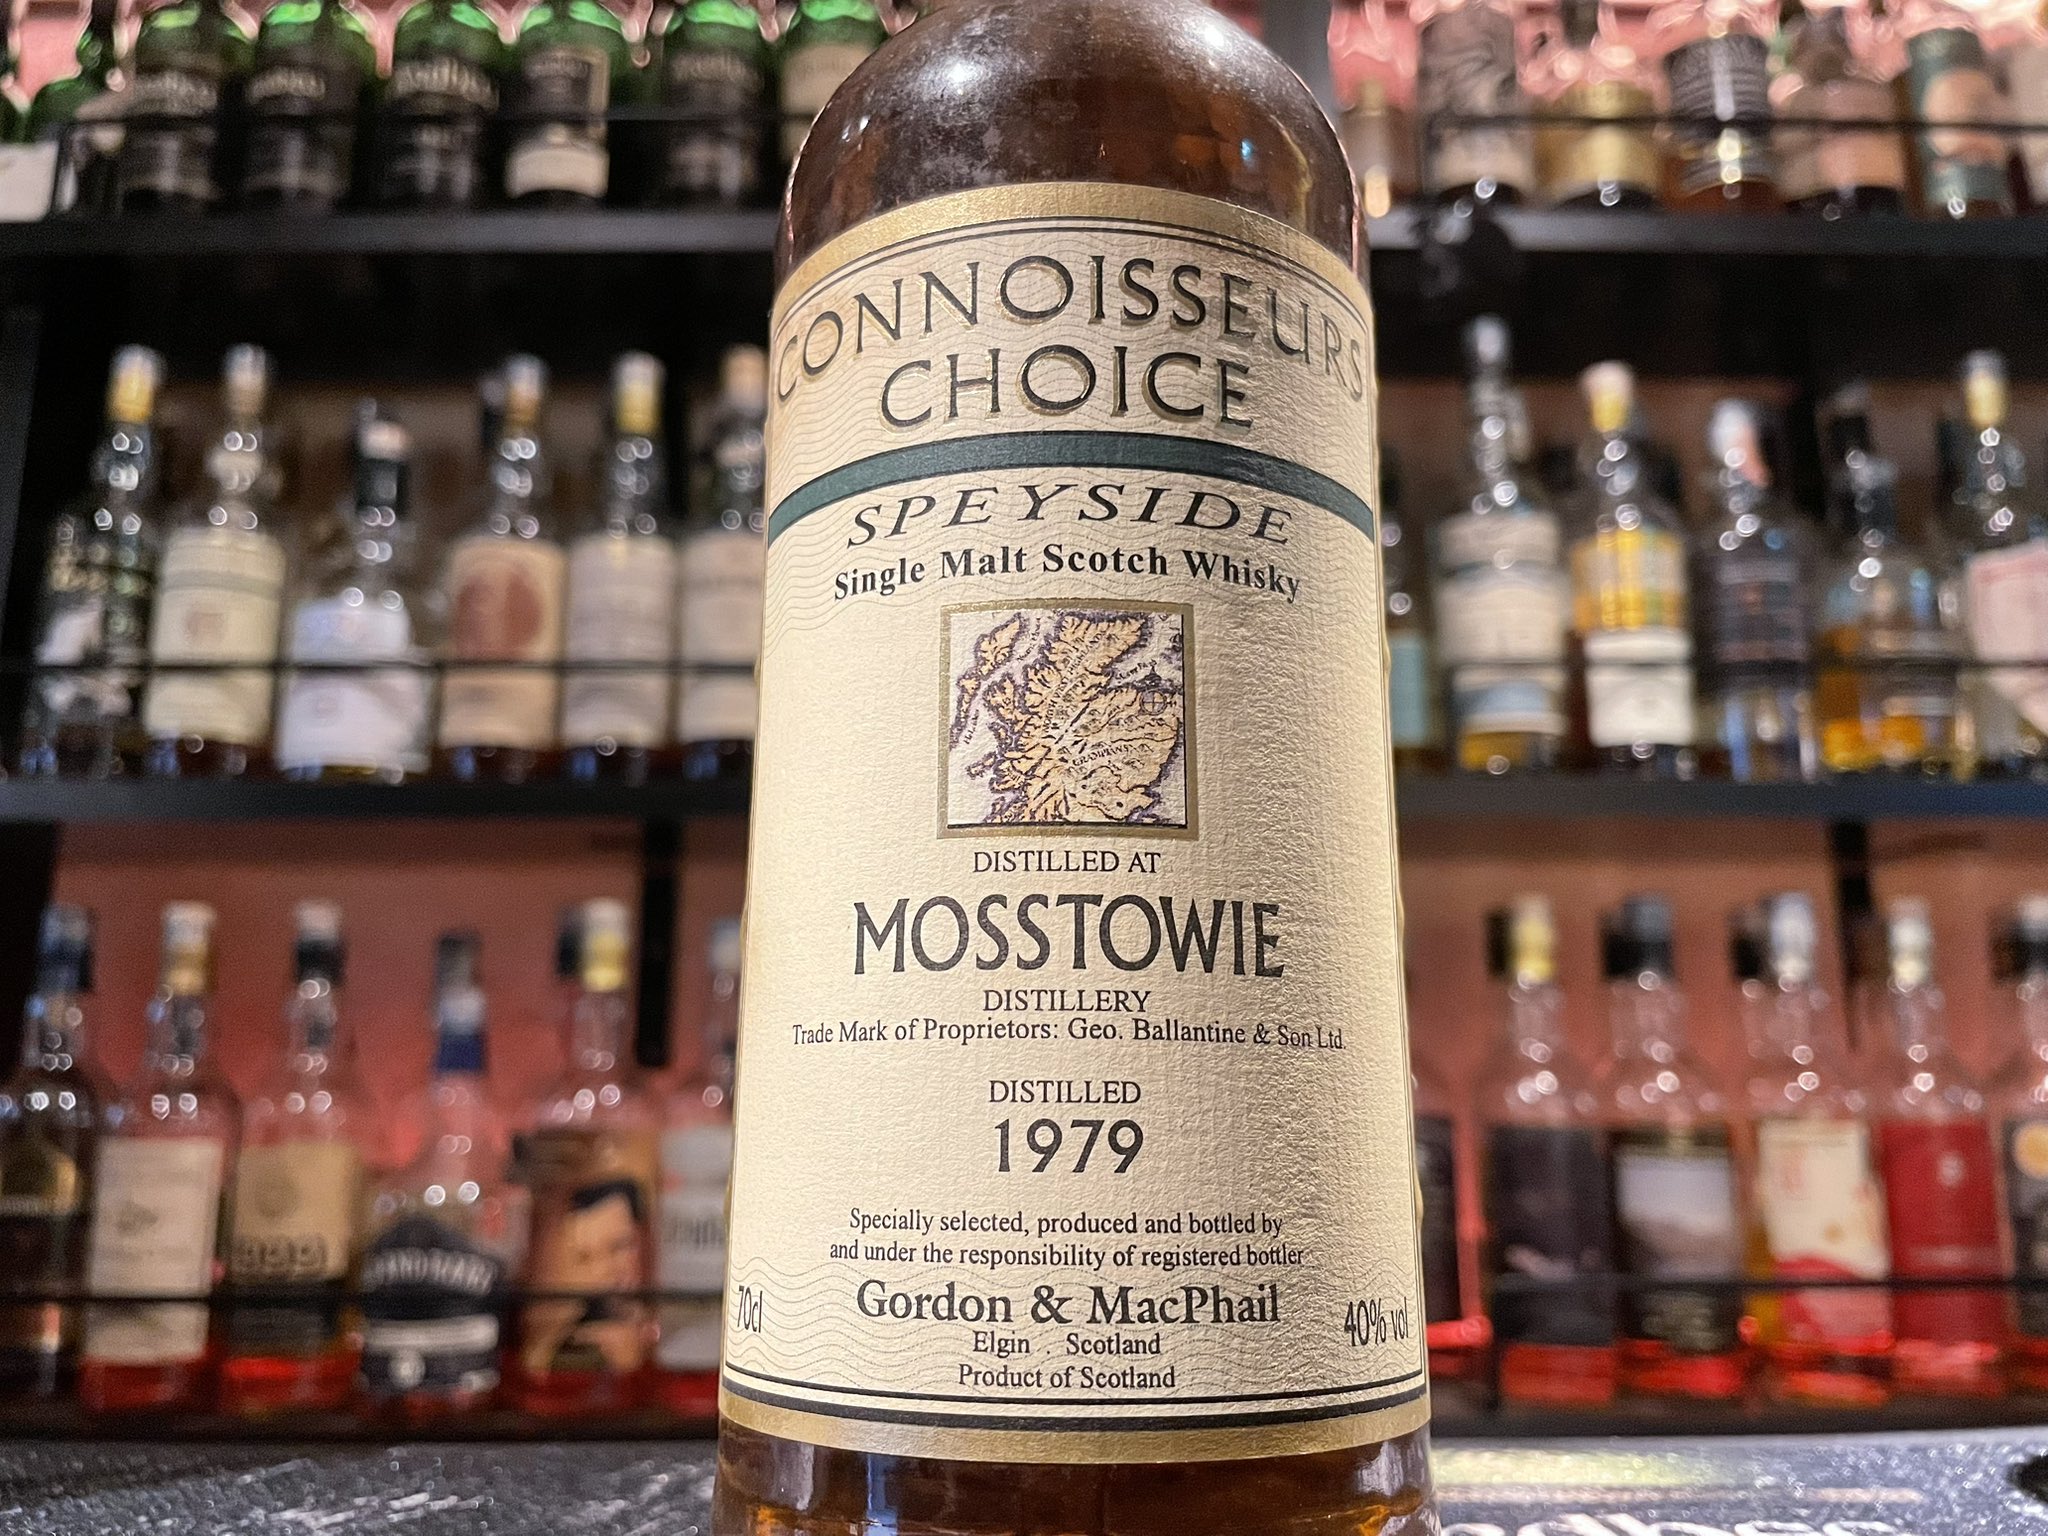 CONNOISSEURS
CHOICE
SPEYSIDE
Single Malt Scotch Whisky
DISTILLED AT
MOSSTOWIE
DISTILLERY
Trade Mark of Proprietors: Geo. Ballantine & Son Ltd.
DISTILLED
1979
Specially selected, produced and bottled by
and under the responsibility of registered bottler
70cl
Gordon & MacPhail
40% vol
Elgin . Scotland
Product of Scotland